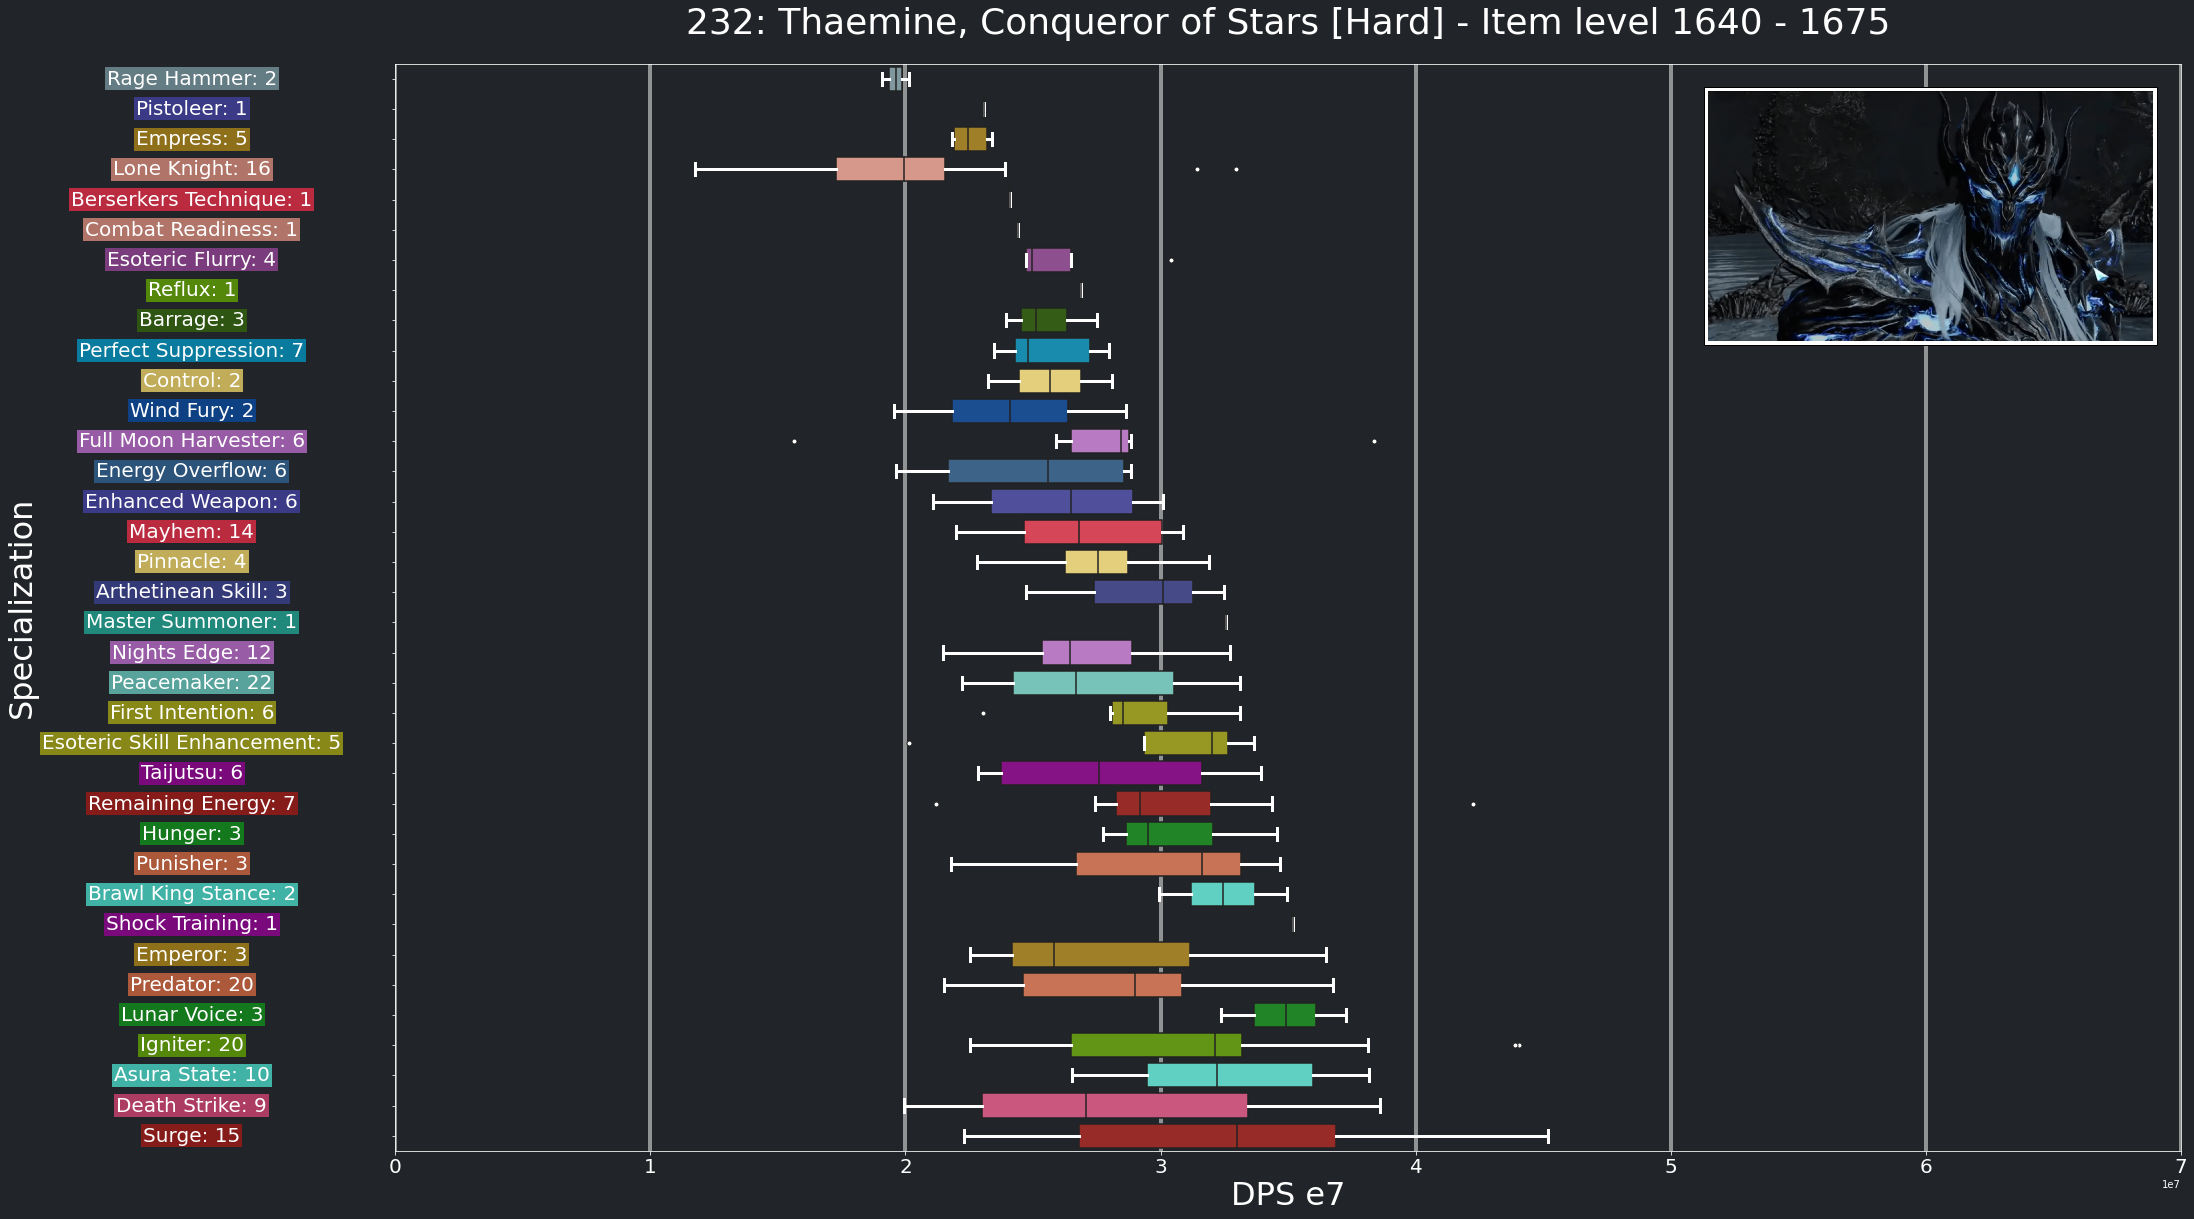 232: Thaemine, Conqueror of Stars [Hard] - Item level 1640 - 1675
Rage Hammer: 2
Pistoleer: 1
Empress: 5
Lone Knight: 16
Berserkers Technique: 1
Combat Readiness: 1
Esoteric Flurry: 4
Reflux: 1
Barrage: 3
Perfect Suppression: 7
Control: 2
Wind Fury: 2
Full Moon Harvester: 6
Energy Overflow: 6
Enhanced Weapon: 6
Mayhem: 14
Pinnacle: 4
Arthetinean Skill: 3
Master Summoner: 1
Nights Edge: 12
Peacemaker: 22
First Intention: 6
Esoteric Skill Enhancement: 5
Taijutsu: 6
Remaining Energy: 7
Hunger: 3
Punisher: 3
Brawl King Stance: 2
Shock Training: 1
Emperor: 3
Predator: 20
Lunar Voice: 3
Igniter: 20
Asura State: 10
Death Strike: 9
Surge: 15
Specialization
0 1 2 3 4 5 6 7
1e7
DPS e7